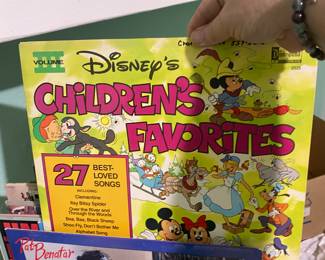 VOLUME
III
Disney's
CHILDREN'S
FAVORITES
27 BEST-
LOVED
SONGS
INCLUDING:
Clementine
Itsy Bitsy Spider
Over the River and
Through the Woods
Baa, Baa, Black Sheep
Shoo Fly, Don't Bother Me
Alphabet Song
Pat
Benatar